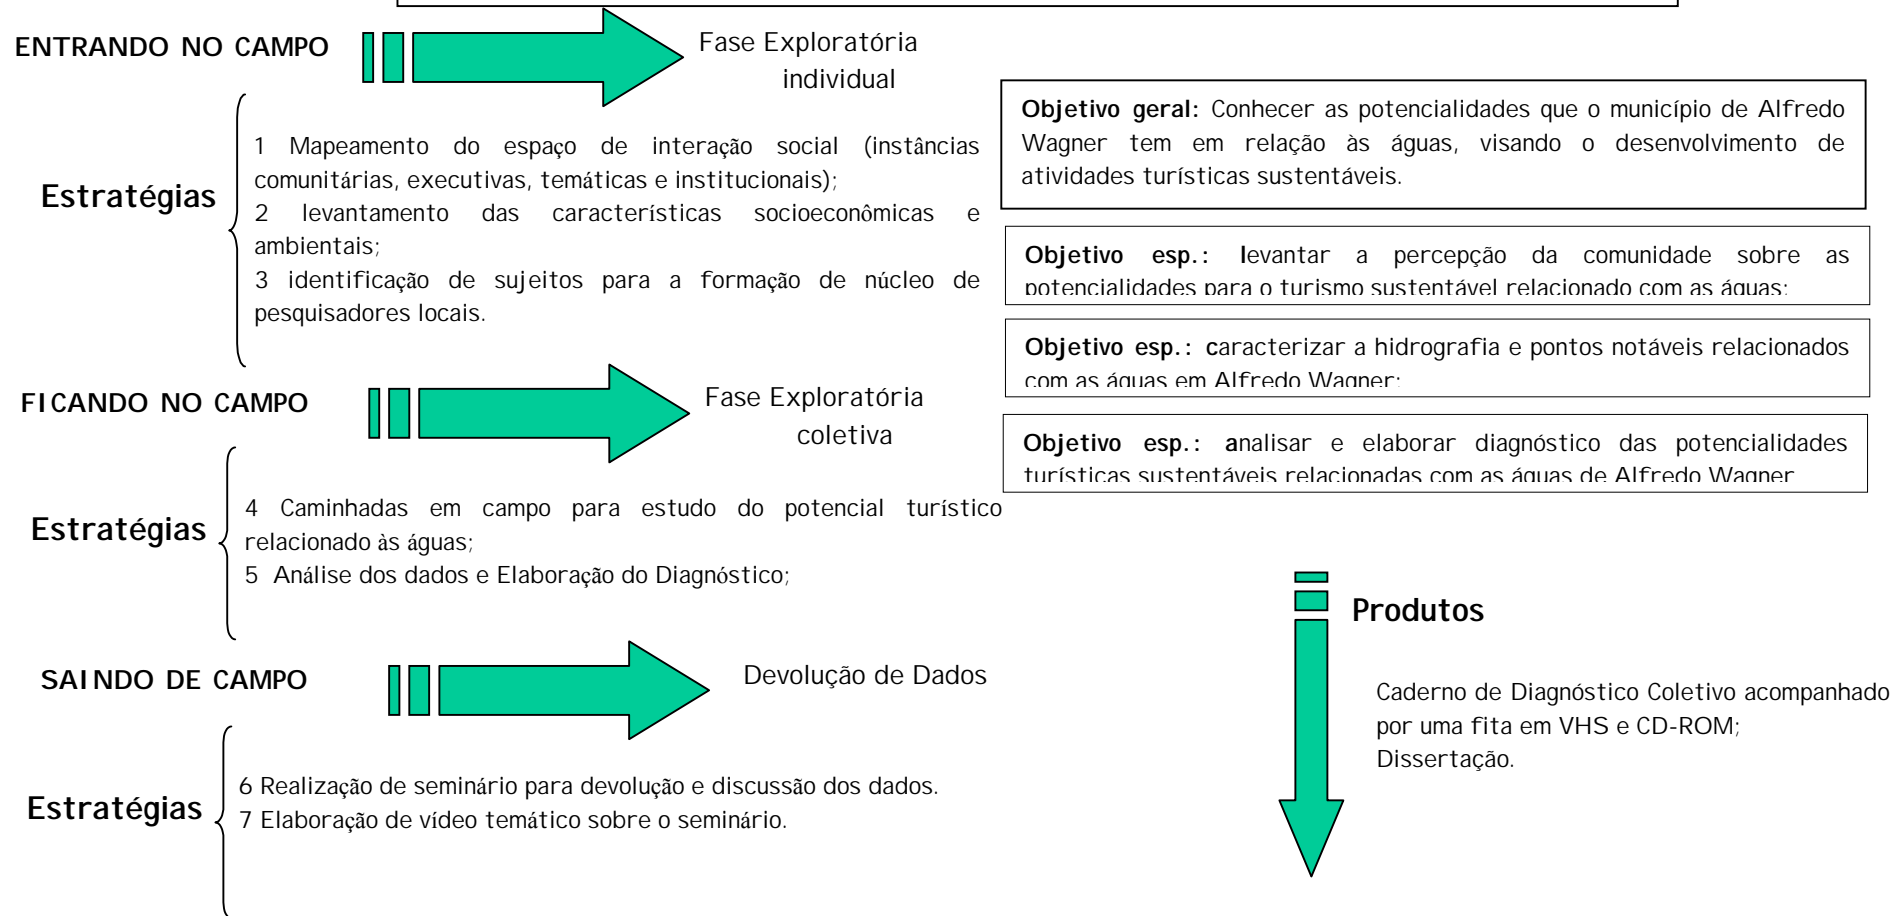 ENTRANDO NO CAMPO
Fase Exploratória
individual
Estratégias
1 Mapeamento do espaço de interação social (instâncias
comunitárias, executivas, temáticas e institucionais);
2 levantamento das características socioeconômicas e
ambientais;
3 identificação de sujeitos para a formação de núcleo de
pesquisadores locais.
Objetivo geral: Conhecer as potencialidades que o município de Alfredo
Wagner tem em relação às águas, visando o desenvolvimento de
atividades turísticas sustentáveis.
Objetivo esp.: levantar a percepção da comunidade sobre as
potencialidades para o turismo sustentável relacionado com as águas;
Objetivo esp.: caracterizar a hidrografia e pontos notáveis relacionados
com as águas em Alfredo Wagner;
Objetivo esp.: analisar e elaborar diagnóstico das potencialidades
turísticas sustentáveis relacionadas com as águas de Alfredo Wagner
FICANDO NO CAMPO
Fase Exploratória
coletiva
Estratégias
4 Caminhadas em campo para estudo do potencial turístico
relacionado às águas;
5 Análise dos dados e Elaboração do Diagnóstico;
SAINDO DE CAMPO
Devolução de Dados
Estratégias
6 Realização de seminário para devolução e discussão dos dados.
7 Elaboração de vídeo temático sobre o seminário.
Produtos
Caderno de Diagnóstico Coletivo acompanhado
por uma fita em VHS e CD-ROM;
Dissertação.